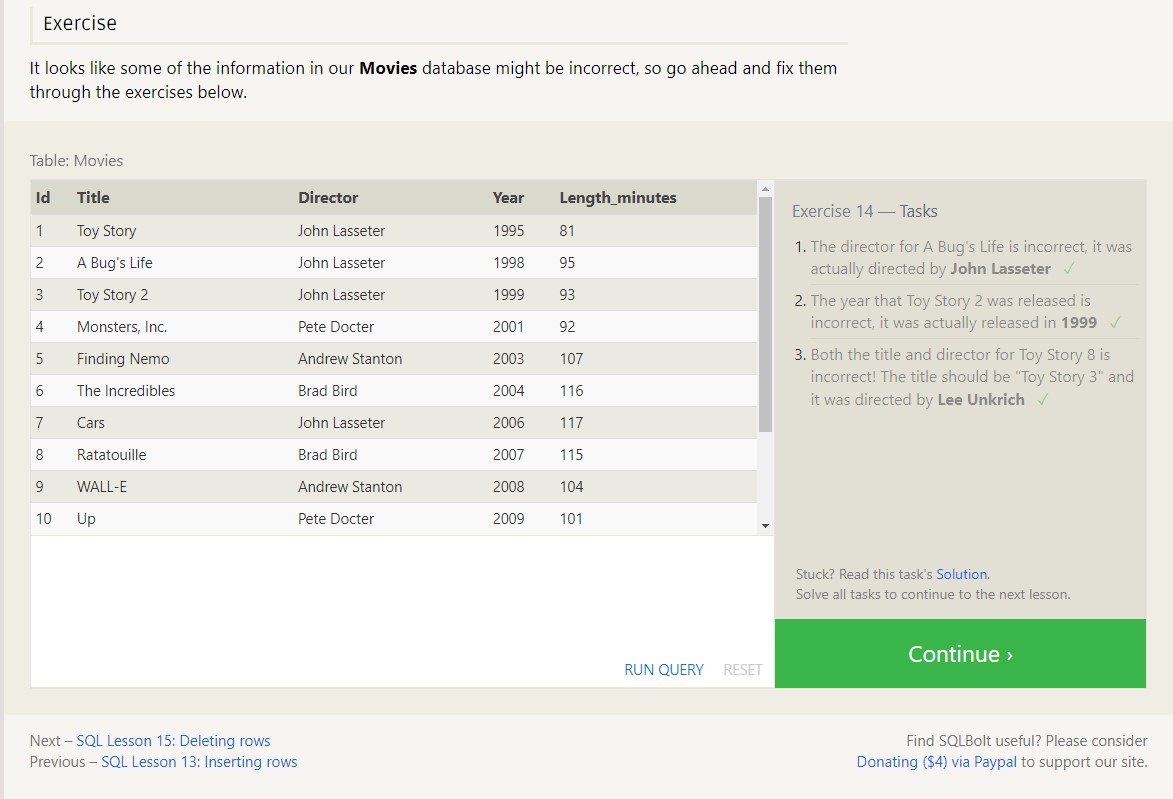 Exercise
It looks like some of the information in our Movies database might be incorrect, so go ahead and fix them
through the exercises below.
Table: Movies
Id Title Director Year Length_minutes
1 Toy Story John Lasseter 1995 81
2 A Bug's Life John Lasseter 1998 95
3 Toy Story 2 John Lasseter 1999 93
4 Monsters, Inc. Pete Docter 2001 92
5 Finding Nemo Andrew Stanton 2003 107
6 The Incredibles Brad Bird 2004 116
7 Cars John Lasseter 2006 117
8 Ratatouille Brad Bird 2007 115
9 WALL-E Andrew Stanton 2008 104
10 Up Pete Docter 2009 101
RUN QUERY RESET
Exercise 14 — Tasks
1. The director for A Bug's Life is incorrect, it was
actually directed by John Lasseter ✓
2. The year that Toy Story 2 was released is
incorrect, it was actually released in 1999 ✓
3. Both the title and director for Toy Story 8 is
incorrect! The title should be "Toy Story 3" and
it was directed by Lee Unkrich ✓
Stuck? Read this task's Solution.
Solve all tasks to continue to the next lesson.
Continue ›
Next – SQL Lesson 15: Deleting rows
Previous – SQL Lesson 13: Inserting rows
Find SQLBolt useful? Please consider
Donating ($4) via Paypal to support our site.